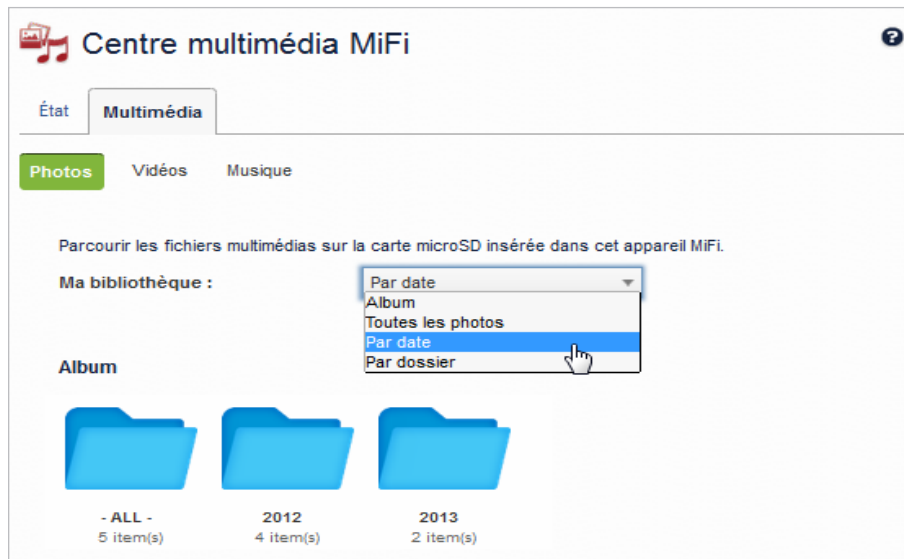 Centre multimédia MiFi
État
Multimédia
Photos
Vidéos
Musique
Parcourir les fichiers multimédias sur la carte microSD insérée dans cet appareil MiFi.
Ma bibliothèque :
Par date
Album
Toutes les photos
Par date
Par dossier
Album
- ALL -
5 item(s)
2012
4 item(s)
2013
2 item(s)